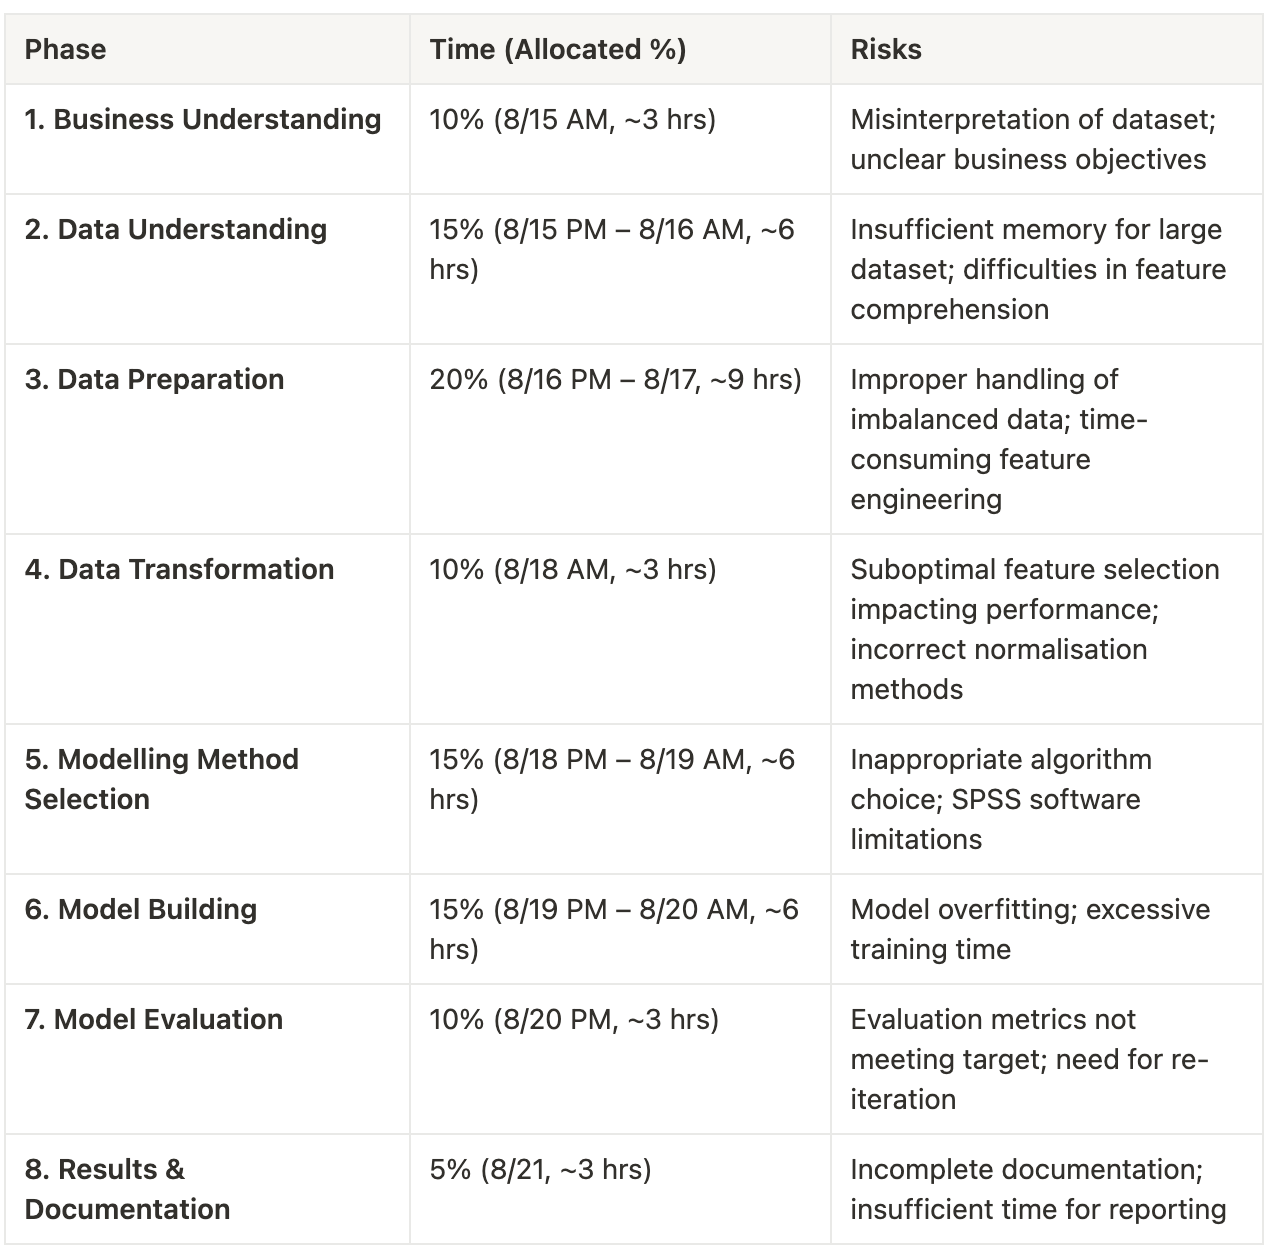 Phase
Time (Allocated %)
Risks
1. Business Understanding
10% (8/15 AM, ~3 hrs)
Misinterpretation of dataset;
unclear business objectives
2. Data Understanding
15% (8/15 PM – 8/16 AM, ~6
hrs)
Insufficient memory for large
dataset; difficulties in feature
comprehension
3. Data Preparation
20% (8/16 PM – 8/17, ~9 hrs)
Improper handling of
imbalanced data; time-
consuming feature
engineering
4. Data Transformation
10% (8/18 AM, ~3 hrs)
Suboptimal feature selection
impacting performance;
incorrect normalisation
methods
5. Modelling Method
Selection
15% (8/18 PM – 8/19 AM, ~6
hrs)
Inappropriate algorithm
choice; SPSS software
limitations
6. Model Building
15% (8/19 PM – 8/20 AM, ~6
hrs)
Model overfitting; excessive
training time
7. Model Evaluation
10% (8/20 PM, ~3 hrs)
Evaluation metrics not
meeting target; need for re-
iteration
8. Results &
Documentation
5% (8/21, ~3 hrs)
Incomplete documentation;
insufficient time for reporting